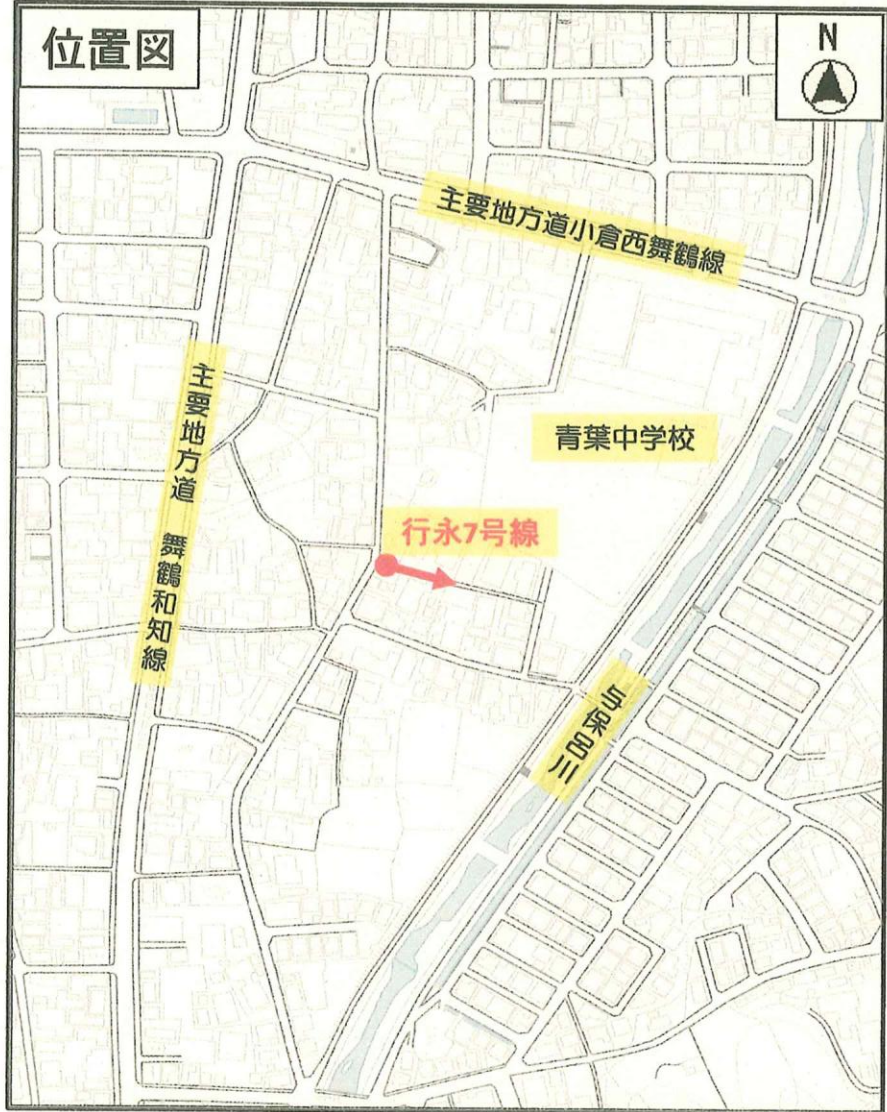 位置図
N
主要地方道小倉西舞鶴線
主要地方道 舞鶴和知線
青葉中学校
行永7号線
与保呂川